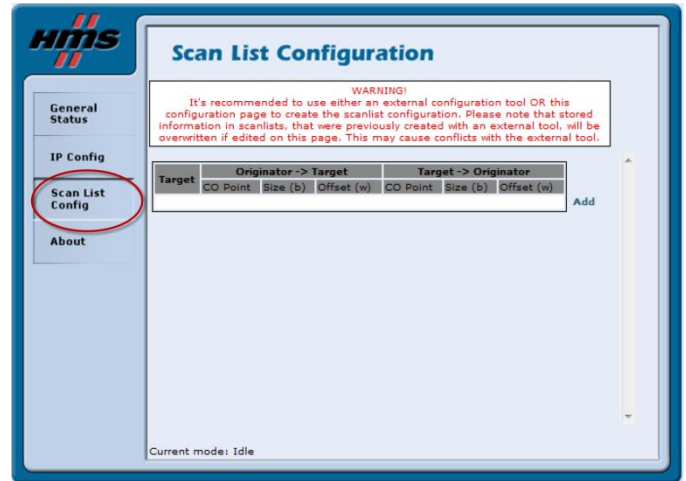 HMS
Scan List Configuration
WARNING!
It's recommended to use either an external configuration tool OR this
configuration page to create the scanlist configuration. Please note that stored
information in scanlists, that were previously created with an external tool, will be
overwritten if edited on this page. This may cause conflicts with the external tool.
General
Status
IP Config
Scan List
Config
About
Target Originator -> Target Target -> Originator
CO Point Size (b) Offset (w) CO Point Size (b) Offset (w)
Add
Current mode: Idle